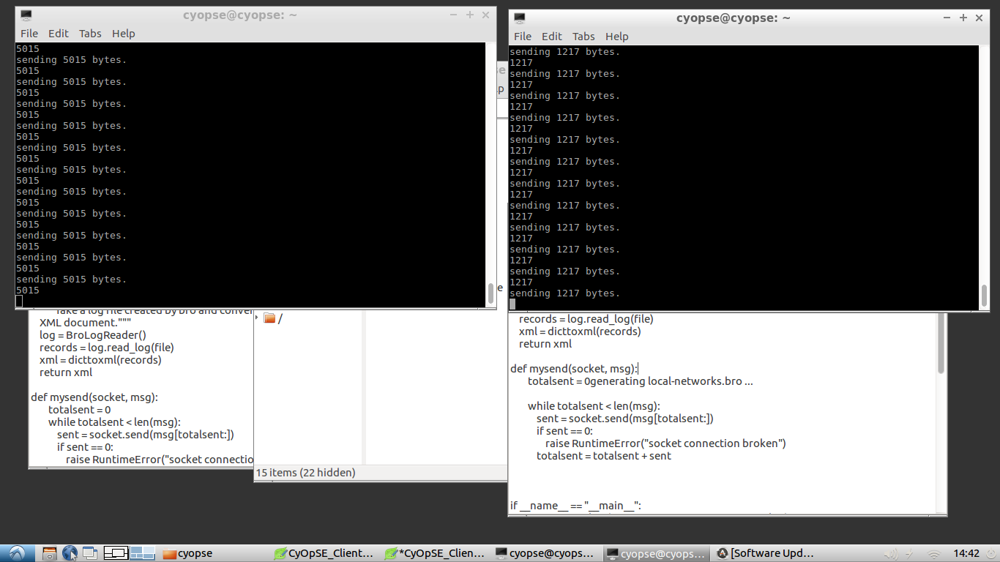 cyopse@cyopse: ~
File Edit Tabs Help
5015
sending 5015 bytes.
5015
sending 5015 bytes.
5015
sending 5015 bytes.
5015
sending 5015 bytes.
5015
sending 5015 bytes.
5015
sending 5015 bytes.
5015
sending 5015 bytes.
5015
sending 5015 bytes.
5015
sending 5015 bytes.
5015
sending 5015 bytes.
5015
sending 5015 bytes.
5015
cyopse@cyopse: ~
File Edit Tabs Help
sending 1217 bytes.
1217
sending 1217 bytes.
1217
sending 1217 bytes.
1217
sending 1217 bytes.
1217
sending 1217 bytes.
1217
sending 1217 bytes.
1217
sending 1217 bytes.
1217
sending 1217 bytes.
1217
sending 1217 bytes.
1217
sending 1217 bytes.
1217
sending 1217 bytes.
1217
sending 1217 bytes.
se
p
e
Take a log file created by bro and conver
XML document."""
log = BroLogReader()
records = log.read_log(file)
xml = dicttoxml(records)
return xml
def mysend(socket, msg):
totalsent = 0
while totalsent < len(msg):
sent = socket.send(msg[totalsent:])
if sent == 0:
raise RuntimeError("socket connectio
/
15 items (22 hidden)
records = log.read_log(file)
xml = dicttoxml(records)
return xml
def mysend(socket, msg):
totalsent = 0generating local-networks.bro ...
while totalsent < len(msg):
sent = socket.send(msg[totalsent:])
if sent == 0:
raise RuntimeError("socket connection broken")
totalsent = totalsent + sent
if __name__ == "__main__":
cyopse
CyOpSE_Client...
*CyOpSE_Clien...
cyopse@cyops...
cyopse@cyops...
[Software Upd...
14:42